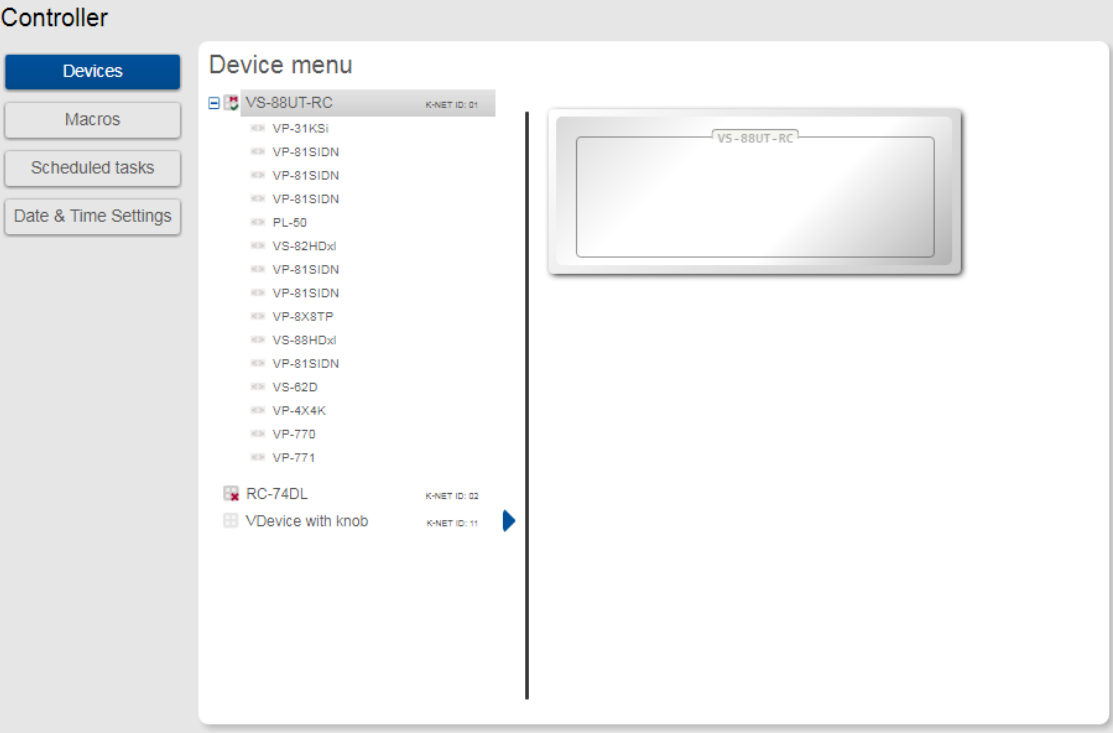 Controller
Devices
Macros
Scheduled tasks
Date & Time Settings
Device menu
VS-88UT-RC K-NET ID: 01
VP-31KSi
VP-81SIDN
VP-81SIDN
VP-81SIDN
PL-50
VS-82HDxl
VP-81SIDN
VP-81SIDN
VP-8X8TP
VS-88HDxl
VP-81SIDN
VS-62D
VP-4X4K
VP-770
VP-771
RC-74DL K-NET ID: 02
VDevice with knob K-NET ID: 11
VS-88UT-RC